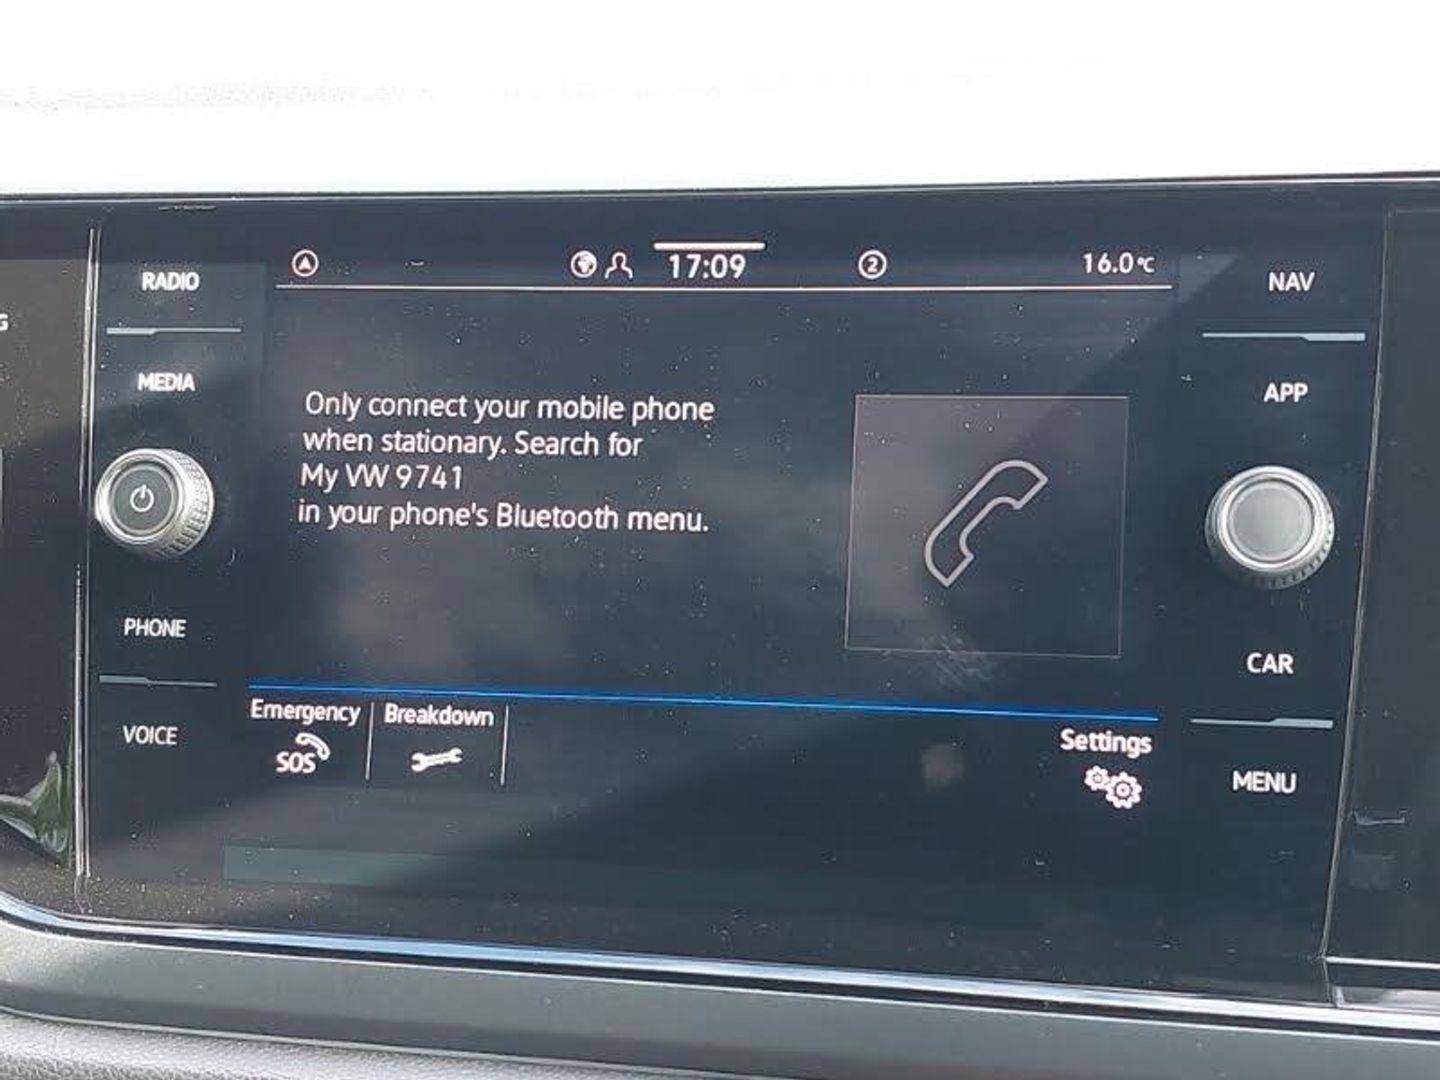 RADIO
MEDIA
PHONE
VOICE
17:09
2
16.0°C
Only connect your mobile phone
when stationary. Search for
My VW 9741
in your phone's Bluetooth menu.
Emergency
SOS
Breakdown
Settings
NAV
APP
CAR
MENU